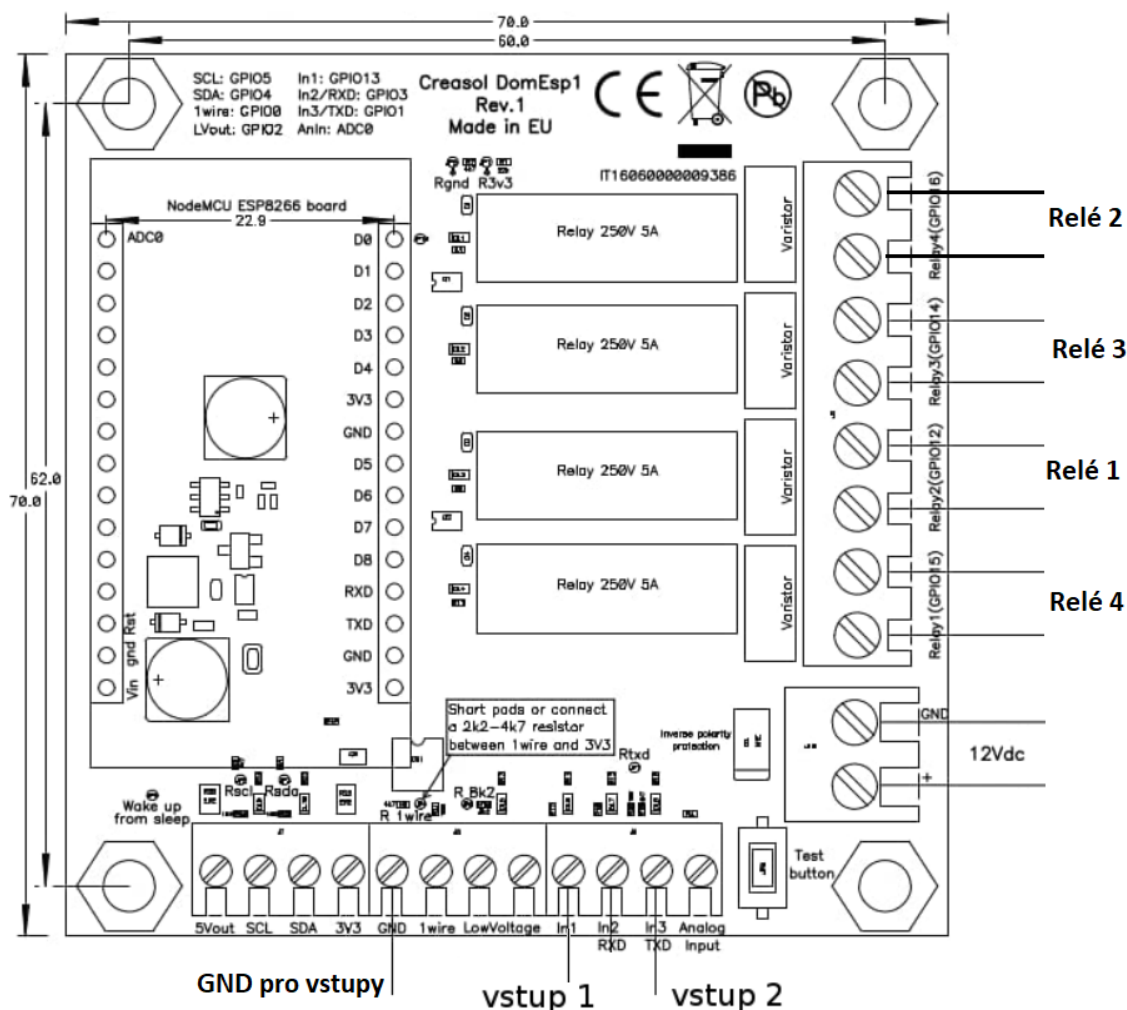 70.0
60.0
SCL: GPIO5 In1: GPIO13
SDA: GPIO4 In2/RXD: GPIO3
1wire: GPIO0 In3/TXD: GPIO1
LVout: GPIO2 AnIn: ADC0
Creasol DomEsp1
Rev.1
Made in EU
CE
Pb
IT16060000009386
Rgnd R3v3
NodeMCU ESP8266 board
22.9
ADC0
D0
D1
D2
D3
D4
3V3
GND
D5
D6
D7
D8
RXD
TXD
GND
3V3
Rst
gnd
Vin
62.0
70.0
Relay 250V 5A
Varistor
Relay4(GPIO16)
Relé 2
Relay 250V 5A
Varistor
Relay3(GPIO14)
Relé 3
Relay 250V 5A
Varistor
Relay2(GPIO12)
Relé 1
Relay 250V 5A
Varistor
Relay1(GPIO15)
Relé 4
Short pads or connect
a 2k2-4k7 resistor
between 1wire and 3V3
Inverse polarity
protection
GND
12Vdc
+
Wake up
from sleep
Rscl Rsda
R 1wire
R_Bk2
Rtxd
Test
button
5Vout SCL SDA 3V3 GND 1wire LowVoltage In1 In2 In3 Analog
RXD TXD Input
GND pro vstupy
vstup 1
vstup 2